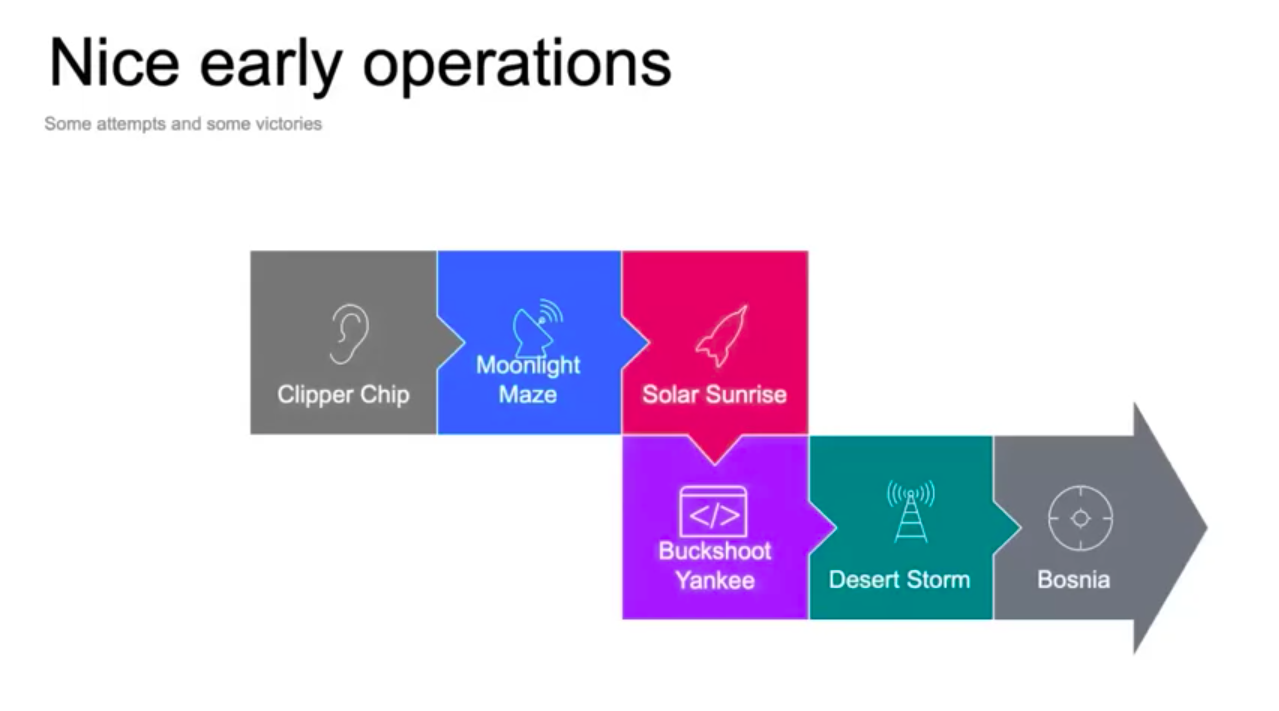 Nice early operations
Some attempts and some victories
Clipper Chip
Moonlight
Maze
Solar Sunrise
</>
Buckshoot
Yankee
Desert Storm
Bosnia